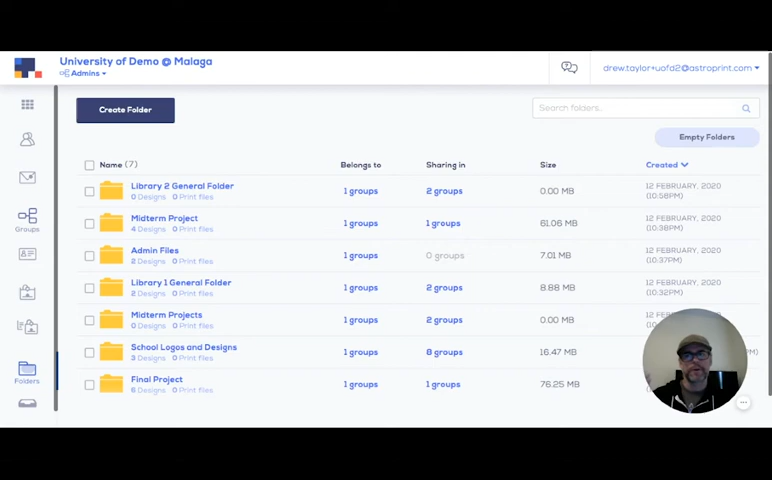 University of Demo @ Malaga
Admins
drew.taylor+uofd2@astroprint.com
Create Folder
Search folders.
Empty Folders
Name (7) Belongs to Sharing in Size Created
Library 2 General Folder 1 groups 2 groups 0.00 MB 12 FEBRUARY, 2020
0 Designs 0 Print files (10:58PM)
Midterm Project 1 groups 1 groups 61.06 MB 12 FEBRUARY, 2020
4 Designs 0 Print files (10:38PM)
Groups
Admin Files 1 groups 0 groups 7.01 MB 12 FEBRUARY, 2020
2 Designs 0 Print files (10:37PM)
Library 1 General Folder 1 groups 2 groups 8.88 MB 12 FEBRUARY, 2020
2 Designs 0 Print files (10:32PM)
Midterm Projects 1 groups 2 groups 0.00 MB
0 Designs 0 Print files
School Logos and Designs 1 groups 8 groups 16.47 MB
3 Designs 0 Print files PM)
Folders
Final Project 1 groups 1 groups 76.25 MB
6 Designs 0 Print files